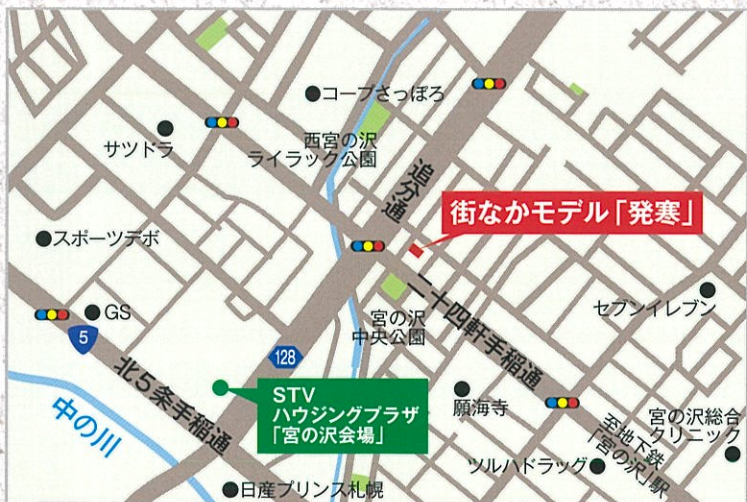 コープさっぽろ
サツドラ
西宮の沢
ライラック公園
追分通
街なかモデル「発寒」
スポーツデポ
GS
5
宮の沢
中央公園
二十四軒手稲通
セブンイレブン
128
北5条手稲通
STV
ハウジングプラザ
「宮の沢会場」
中の川
願海寺
至地下鉄
「宮の沢」駅
宮の沢総合
クリニック
ツルハドラッグ
日産プリンス札幌